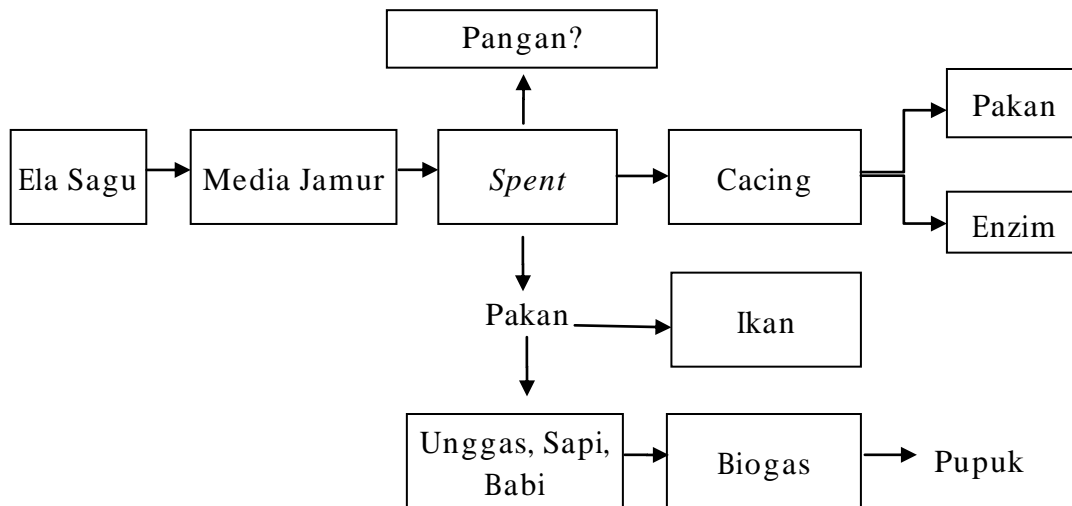 Pangan?
Pakan
Ela Sagu
Media Jamur
Spent
Cacing
Enzim
Pakan
Ikan
Unggas, Sapi,
Babi
Biogas
Pupuk